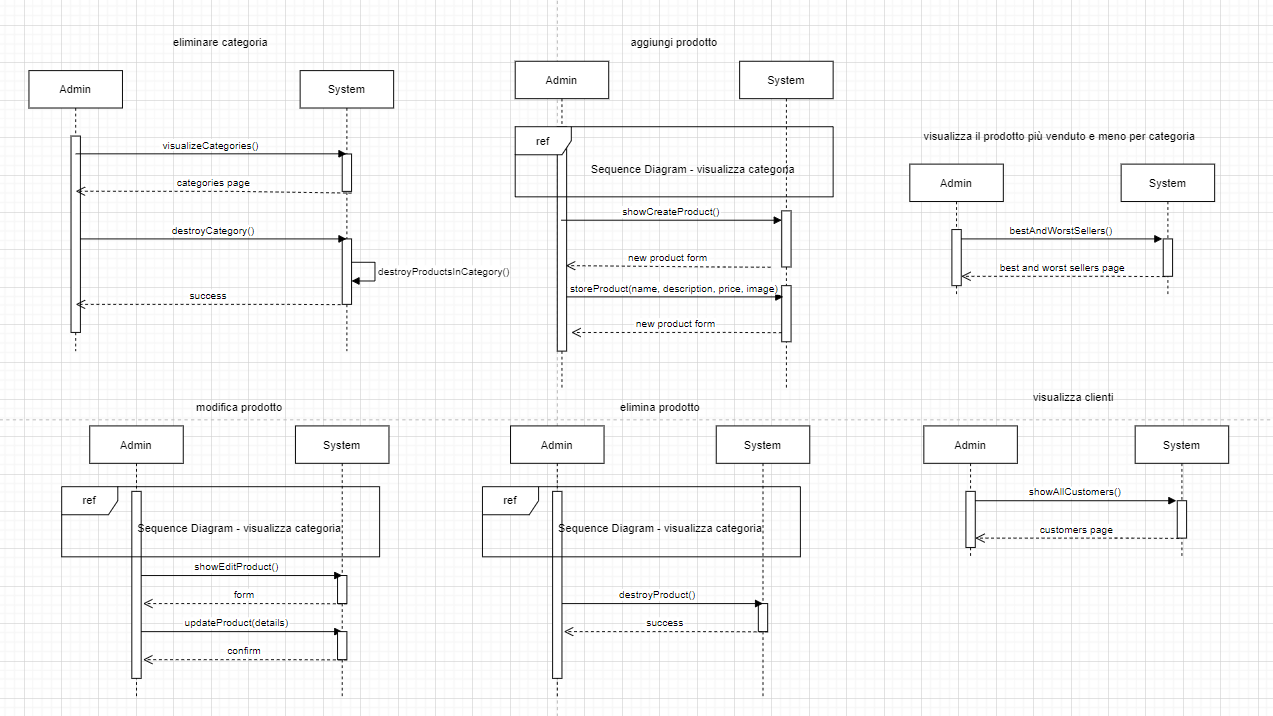 eliminare categoria
Admin
System
visualizeCategories()
categories page
destroyCategory()
destroyProductsInCategory()
success
aggiungi prodotto
Admin
System
ref
Sequence Diagram - visualizza categoria
showCreateProduct()
new product form
storeProduct(name, description, price, image)
new product form
visualizza il prodotto più venduto e meno per categoria
Admin
System
bestAndWorstSellers()
best and worst sellers page
modifica prodotto
Admin
System
ref
Sequence Diagram - visualizza categoria
showEditProduct()
form
updateProduct(details)
confirm
elimina prodotto
Admin
System
ref
Sequence Diagram - visualizza categoria
destroyProduct()
success
visualizza clienti
Admin
System
showAllCustomers()
customers page